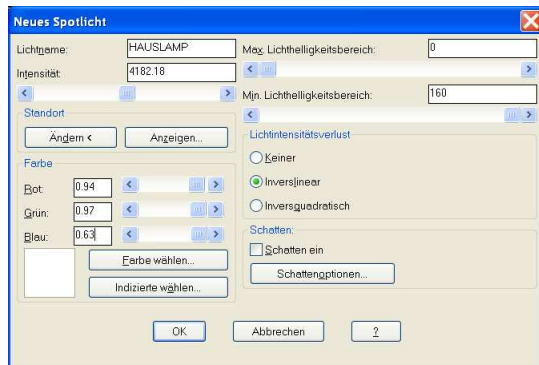 Neues Spotlicht
Lichtname: HAUSLAMP
Intensität: 4182.18
Standort
Ändern < Anzeigen...
Farbe
Rot: 0.94
Grün: 0.97
Blau: 0.63
Farbe wählen...
Indizierte wählen...
Max. Lichthelligkeitsbereich: 0
Min. Lichthelligkeitsbereich: 160
Lichtintensitätsverlust
Keiner
Inverslinear
Inversquadratisch
Schatten:
Schatten ein
Schattenoptionen...
OK Abbrechen ?